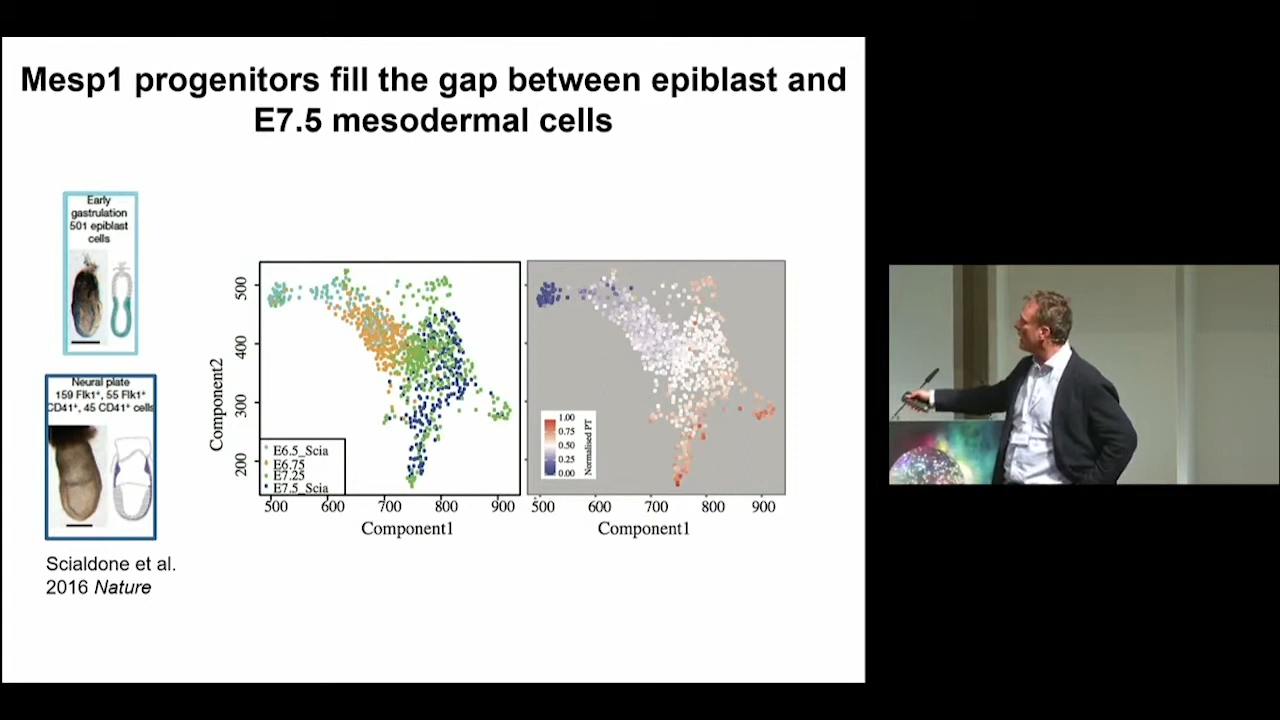 Mesp1 progenitors fill the gap between epiblast and
E7.5 mesodermal cells
Early
gastrulation
501 epiblast
cells
Neural plate
159 Flk1⁺, 55 Flk1⁺
CD41⁺, 45 CD41⁺ cells
Scialdone et al.
2016 Nature
Component2
500
400
300
200
E6.5_Scia
E6.75
E7.25
E7.5_Scia
500 600 700 800 900
Component1
1.00
0.75
0.50
0.25
0.00
Normalised PT
500 600 700 800 900
Component1